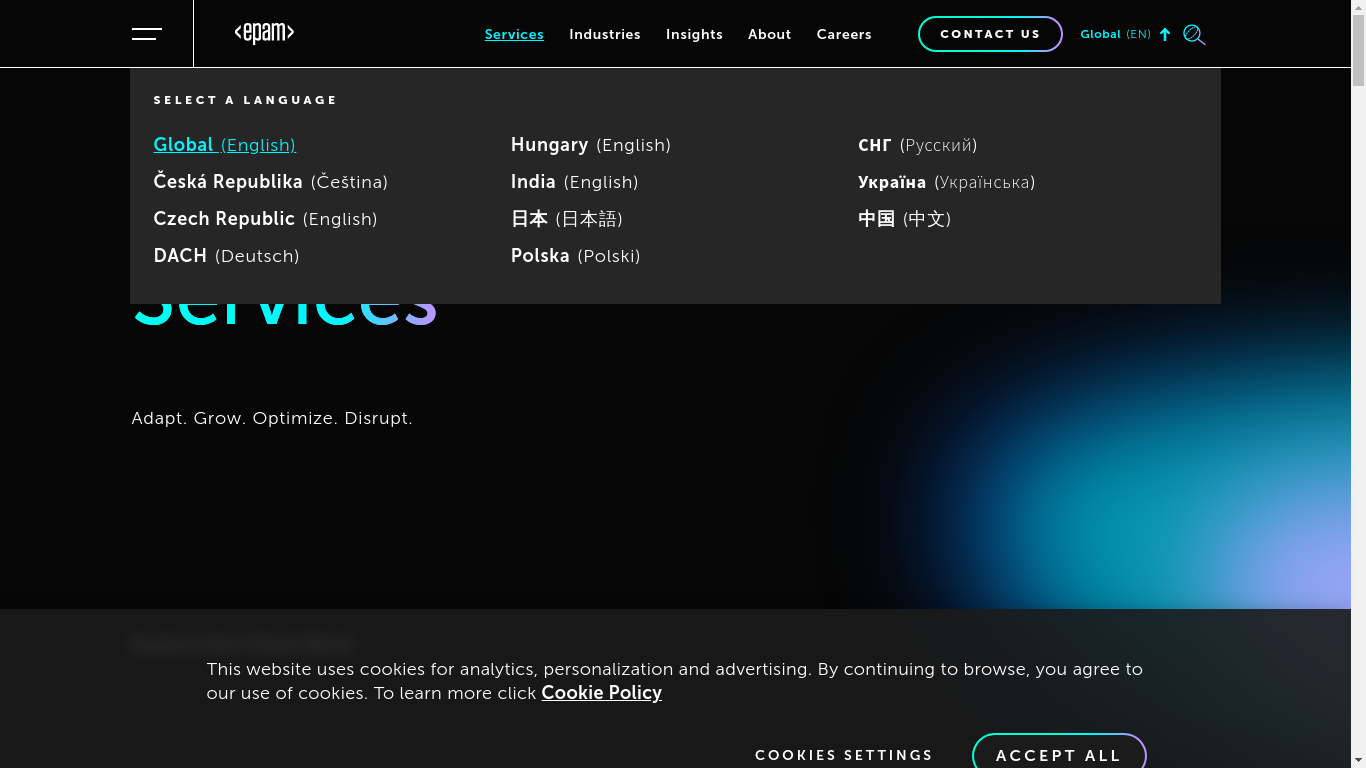 <epam>
Services Industries Insights About Careers CONTACT US Global (EN)
SELECT A LANGUAGE
Global (English)
Česká Republika (Čeština)
Czech Republic (English)
DACH (Deutsch)
Hungary (English)
India (English)
日本 (日本語)
Polska (Polski)
СНГ (Русский)
Україна (Українська)
中国 (中文)
Services
Adapt. Grow. Optimize. Disrupt.
This website uses cookies for analytics, personalization and advertising. By continuing to browse, you agree to
our use of cookies. To learn more click Cookie Policy
COOKIES SETTINGS ACCEPT ALL